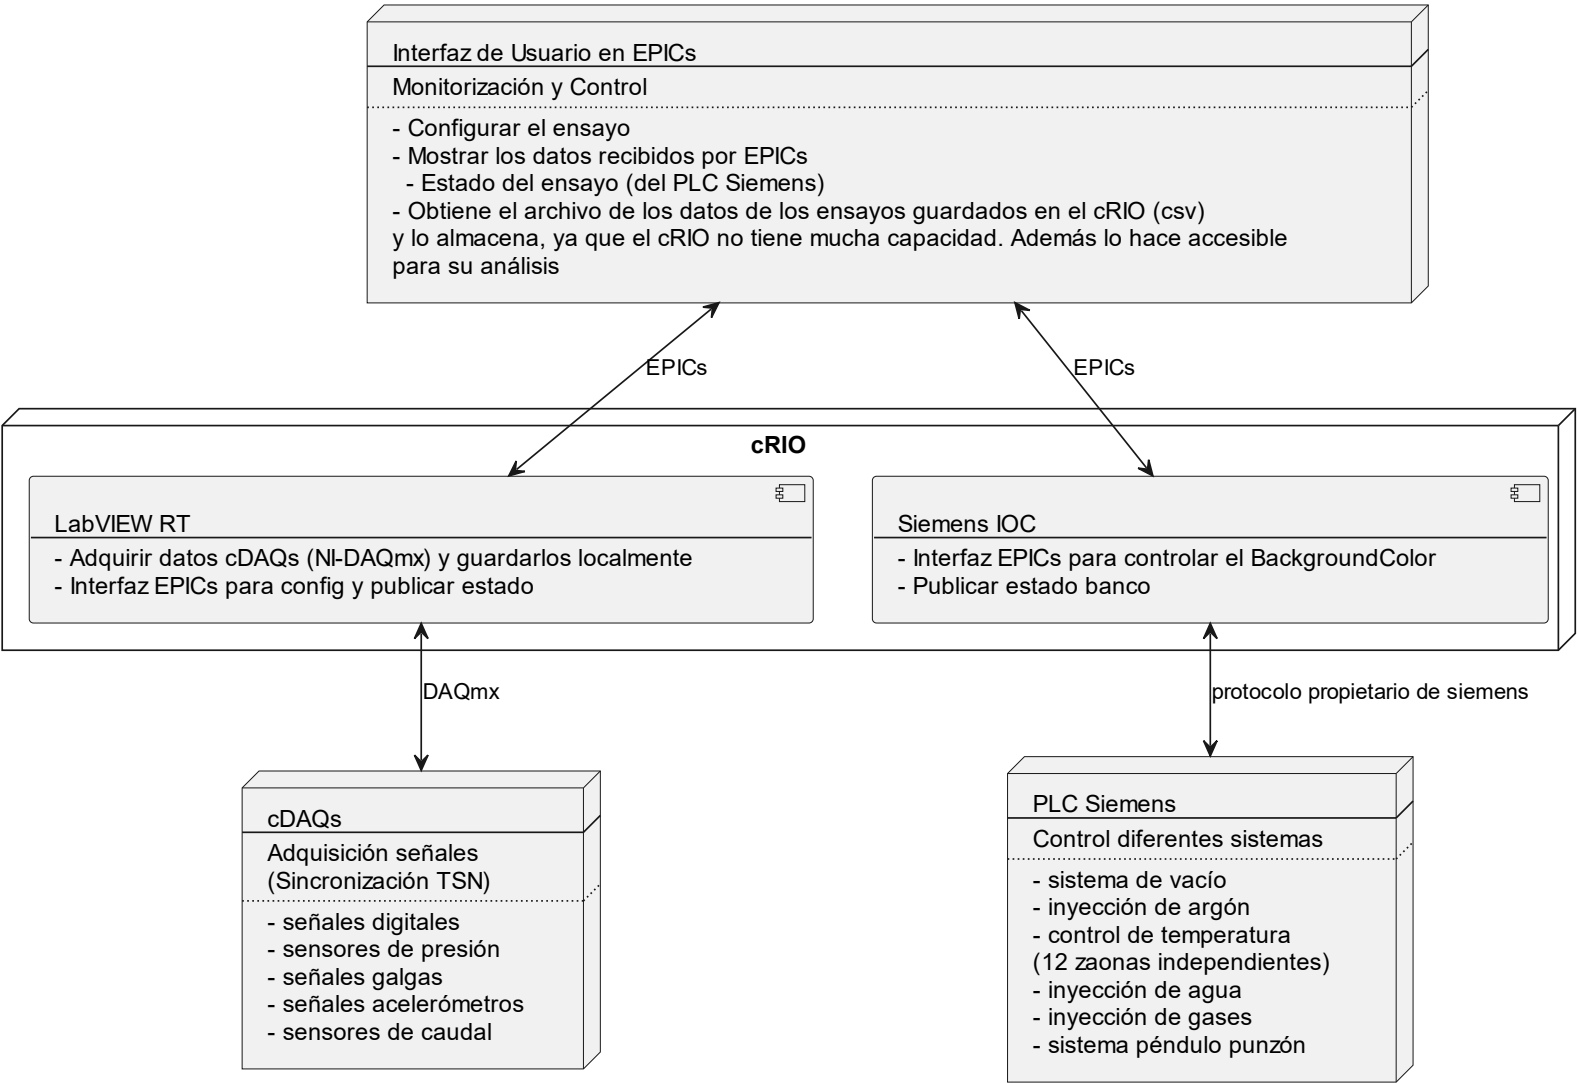 Interfaz de Usuario en EPICs
Monitorización y Control
- Configurar el ensayo
- Mostrar los datos recibidos por EPICs
- Estado del ensayo (del PLC Siemens)
- Obtiene el archivo de los datos de los ensayos guardados en el cRIO (csv)
y lo almacena, ya que el cRIO no tiene mucha capacidad. Además lo hace accesible
para su análisis
EPICs
EPICs
cRIO
LabVIEW RT
- Adquirir datos cDAQs (NI-DAQmx) y guardarlos localmente
- Interfaz EPICs para config y publicar estado
Siemens IOC
- Interfaz EPICs para controlar el BackgroundColor
- Publicar estado banco
DAQmx
protocolo propietario de siemens
cDAQs
Adquisición señales
(Sincronización TSN)
- señales digitales
- sensores de presión
- señales galgas
- señales acelerómetros
- sensores de caudal
PLC Siemens
Control diferentes sistemas
- sistema de vacío
- inyección de argón
- control de temperatura
(12 zaonas independientes)
- inyección de agua
- inyección de gases
- sistema péndulo punzón